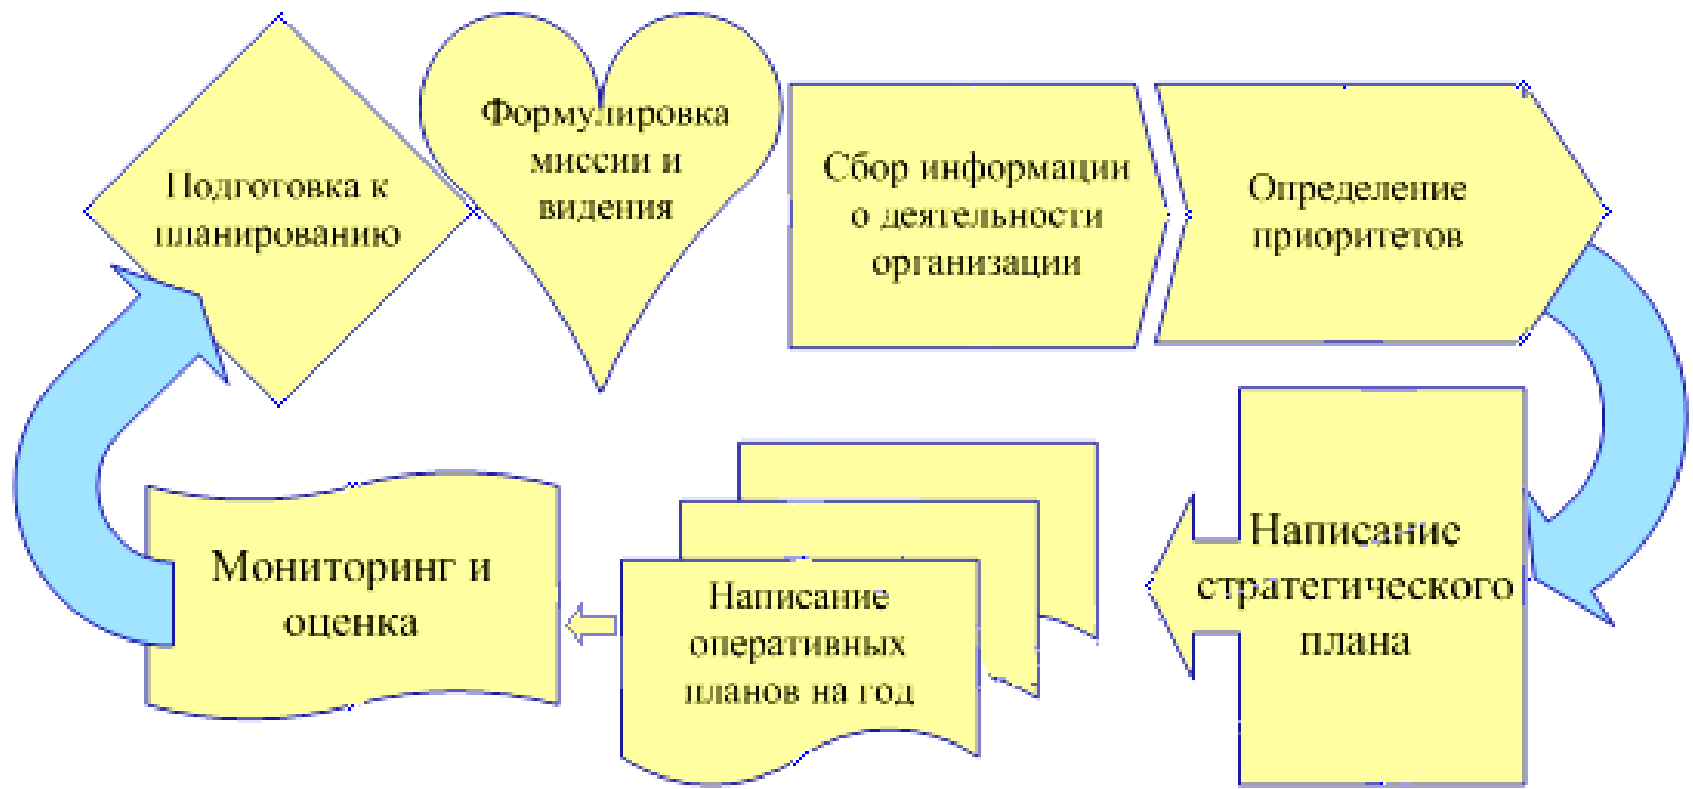 Подготовка к
планированию
Формулировка
миссии и
видения
Сбор информации
о деятельности
организации
Определение
приоритетов
Написание
стратегического
плана
Написание
оперативных
планов на год
Мониторинг и
оценка